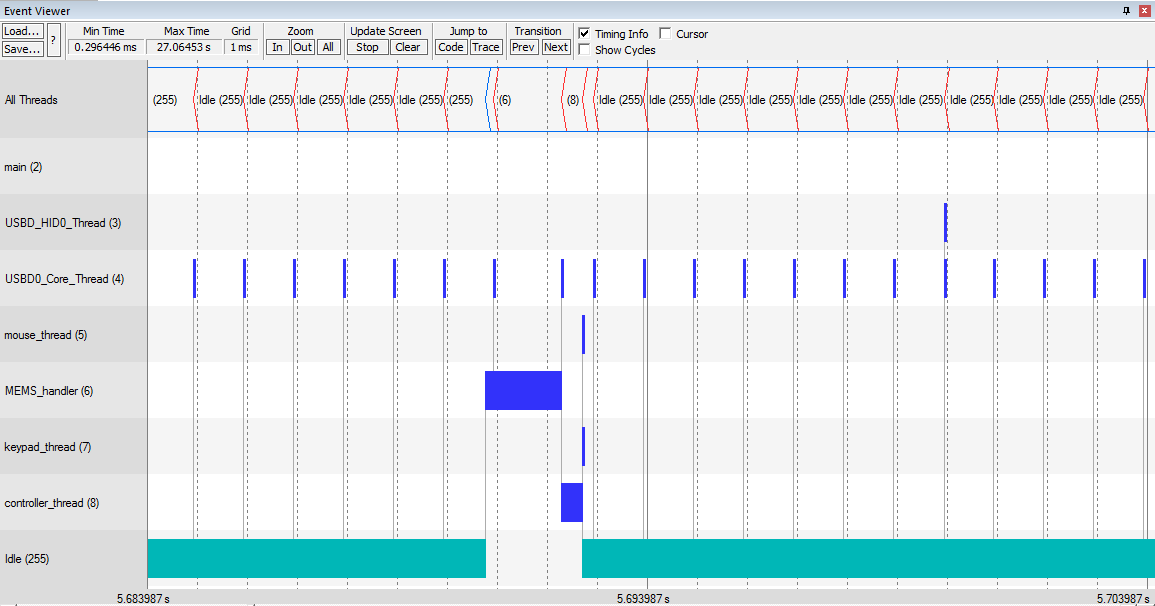 Event Viewer
Load... Min Time Max Time Grid Zoom Update Screen Jump to Transition Timing Info Cursor
Save... ? 0.296446 ms 27.06453 s 1 ms In Out All Stop Clear Code Trace Prev Next Show Cycles
All Threads (255) Idle (255) Idle (255) Idle (255) Idle (255) Idle (255) (255) (6) (8) Idle (255) Idle (255) Idle (255) Idle (255) Idle (255) Idle (255) Idle (255) Idle (255) Idle (255) Idle (255) Idle (255)
main (2)
USBD_HID0_Thread (3)
USBD0_Core_Thread (4)
mouse_thread (5)
MEMS_handler (6)
keypad_thread (7)
controller_thread (8)
Idle (255)
5.683987 s 5.693987 s 5.703987 s